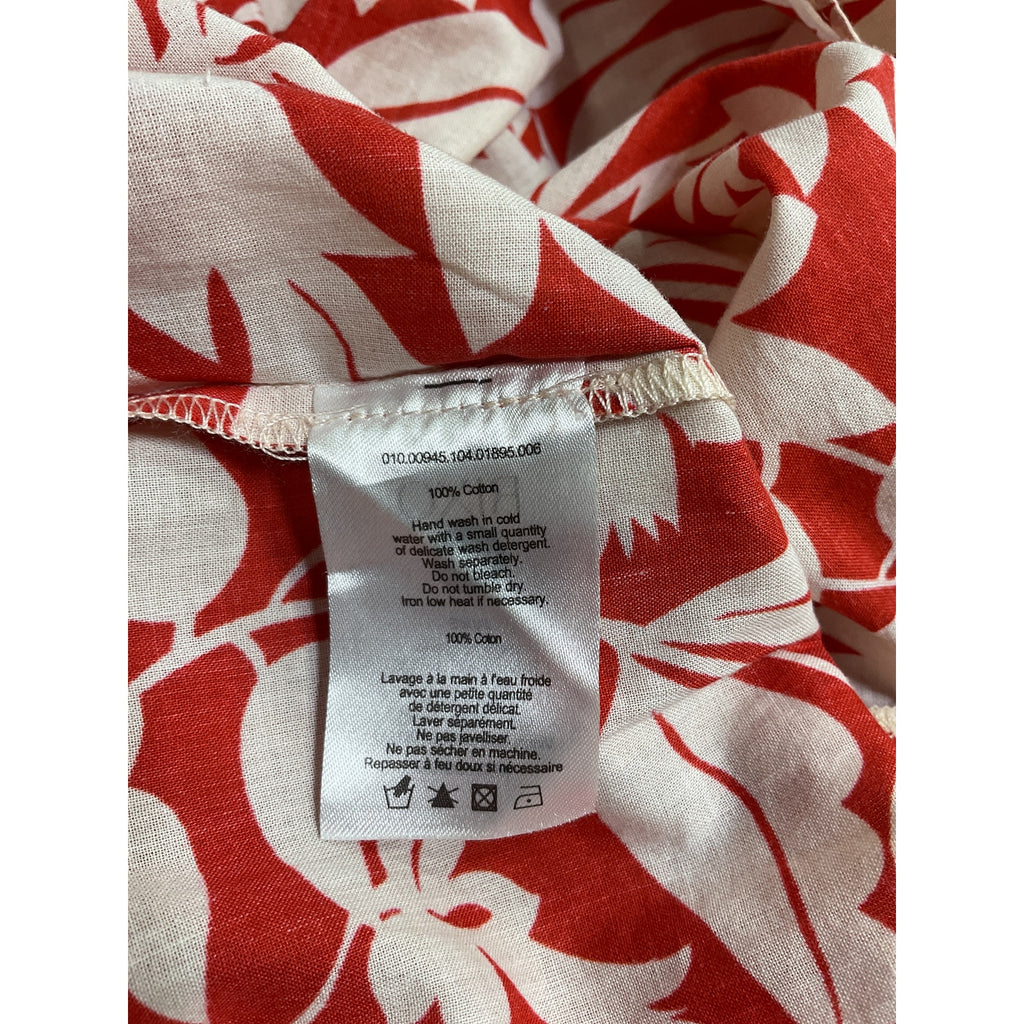 010.00945.104.01895.006
100% Cotton
Hand wash in cold
water with a small quantity
of delicate wash detergent.
Wash separately.
Do not bleach.
Do not tumble dry
Iron low heat if necessary.
100% Coton
Lavage à la main à l'eau froide
avec une petite quantité
de détergent délicat.
Laver séparément.
Ne pas javelliser.
Ne pas sécher en machine.
Repasser à feu doux si nécessaire